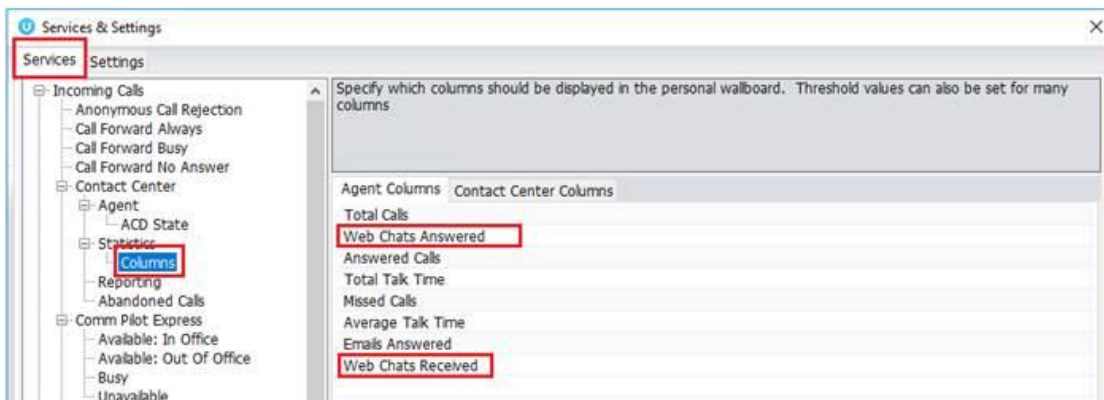 Services & Settings
Services Settings
Incoming Calls
Anonymous Call Rejection
Call Forward Always
Call Forward Busy
Call Forward No Answer
Contact Center
Agent
ACD State
Statistics
Columns
Reporting
Abandoned Calls
Comm Pilot Express
Available: In Office
Available: Out Of Office
Busy
Unavailable
Specify which columns should be displayed in the personal wallboard. Threshold values can also be set for many
columns
Agent Columns Contact Center Columns
Total Calls
Web Chats Answered
Answered Calls
Total Talk Time
Missed Calls
Average Talk Time
Emails Answered
Web Chats Received